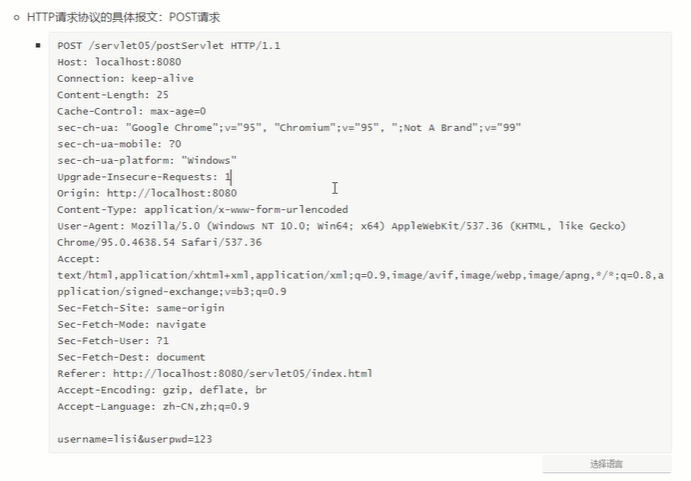 HTTP请求协议的具体报文：POST请求
POST /servlet05/postServlet HTTP/1.1
Host: localhost:8080
Connection: keep-alive
Content-Length: 25
Cache-Control: max-age=0
sec-ch-ua: "Google Chrome";v="95", "Chromium";v="95", ";Not A Brand";v="99"
sec-ch-ua-mobile: ?0
sec-ch-ua-platform: "Windows"
Upgrade-Insecure-Requests: 1
Origin: http://localhost:8080
Content-Type: application/x-www-form-urlencoded
User-Agent: Mozilla/5.0 (Windows NT 10.0; Win64; x64) AppleWebKit/537.36 (KHTML, like Gecko)
Chrome/95.0.4638.54 Safari/537.36
Accept:
text/html,application/xhtml+xml,application/xml;q=0.9,image/avif,image/webp,image/apng,*/*;q=0.8,a
pplication/signed-exchange;v=b3;q=0.9
Sec-Fetch-Site: same-origin
Sec-Fetch-Mode: navigate
Sec-Fetch-User: ?1
Sec-Fetch-Dest: document
Referer: http://localhost:8080/servlet05/index.html
Accept-Encoding: gzip, deflate, br
Accept-Language: zh-CN,zh;q=0.9
username=lisi&userpwd=123
选择语言